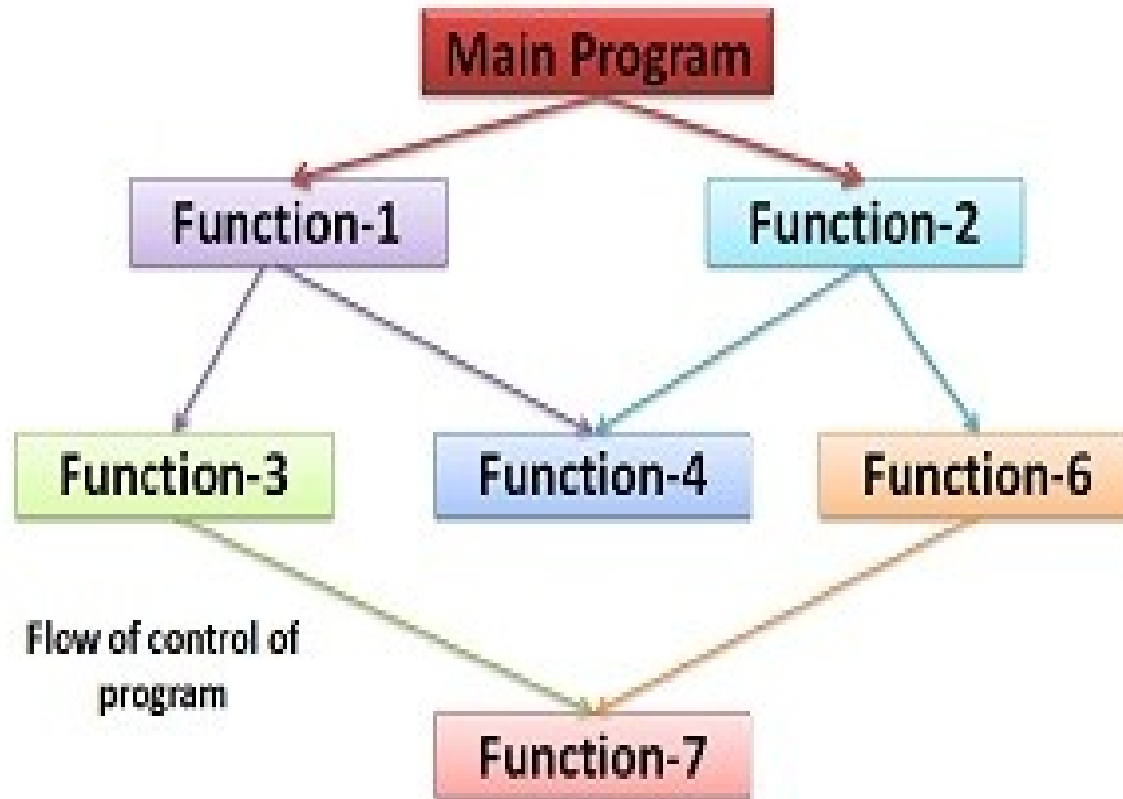 Main Program
Function-1
Function-2
Function-3
Function-4
Function-6
Flow of control of
program
Function-7